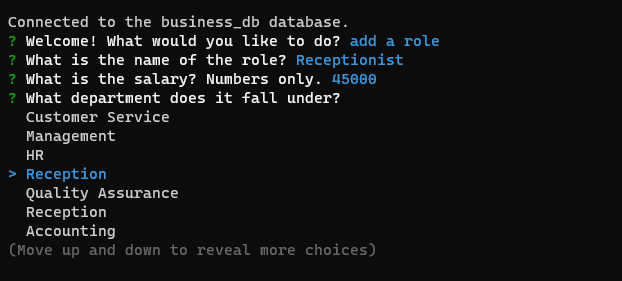 Connected to the business_db database.
? Welcome! What would you like to do? add a role
? What is the name of the role? Receptionist
? What is the salary? Numbers only. 45000
? What department does it fall under?
Customer Service
Management
HR
> Reception
Quality Assurance
Reception
Accounting
(Move up and down to reveal more choices)